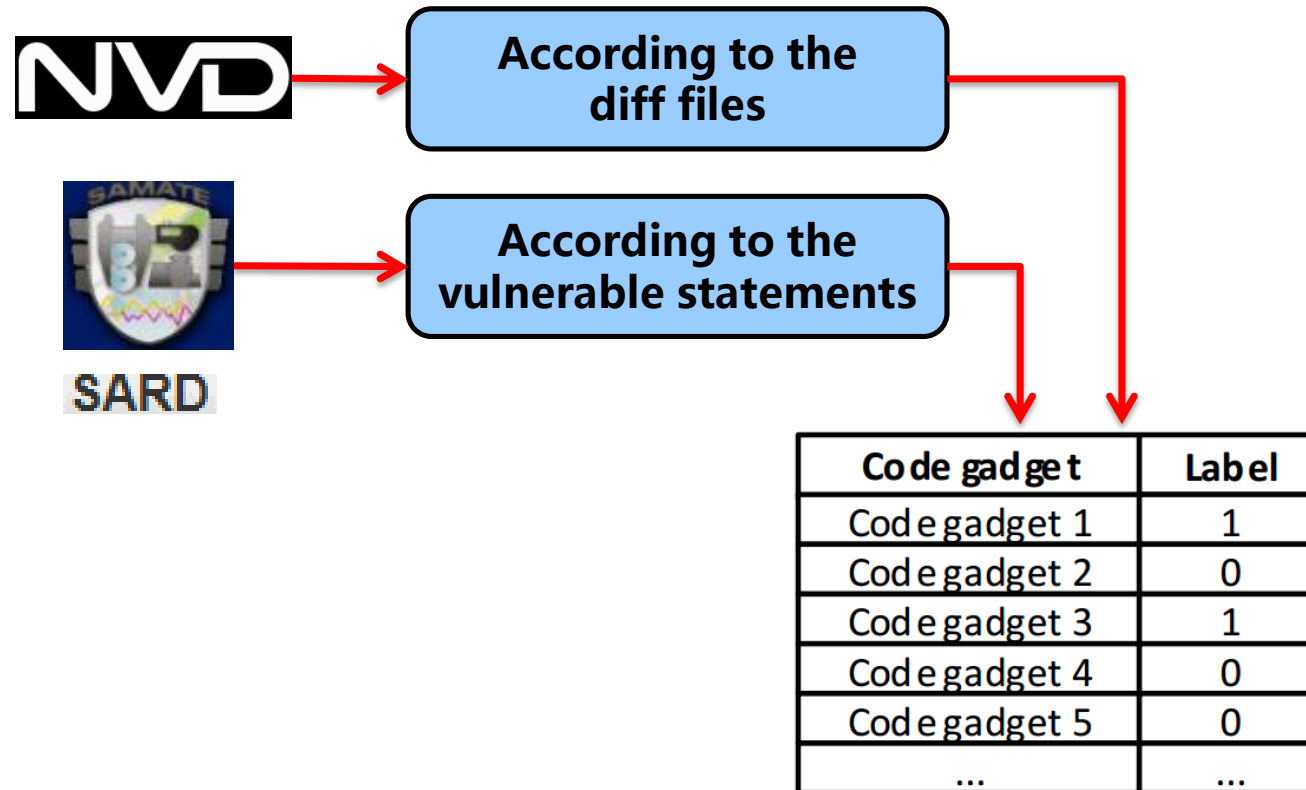 NVD
According to the
diff files
SAMATE
According to the
vulnerable statements
SARD
Code gadget Label
Code gadget 1 1
Code gadget 2 0
Code gadget 3 1
Code gadget 4 0
Code gadget 5 0
... ...